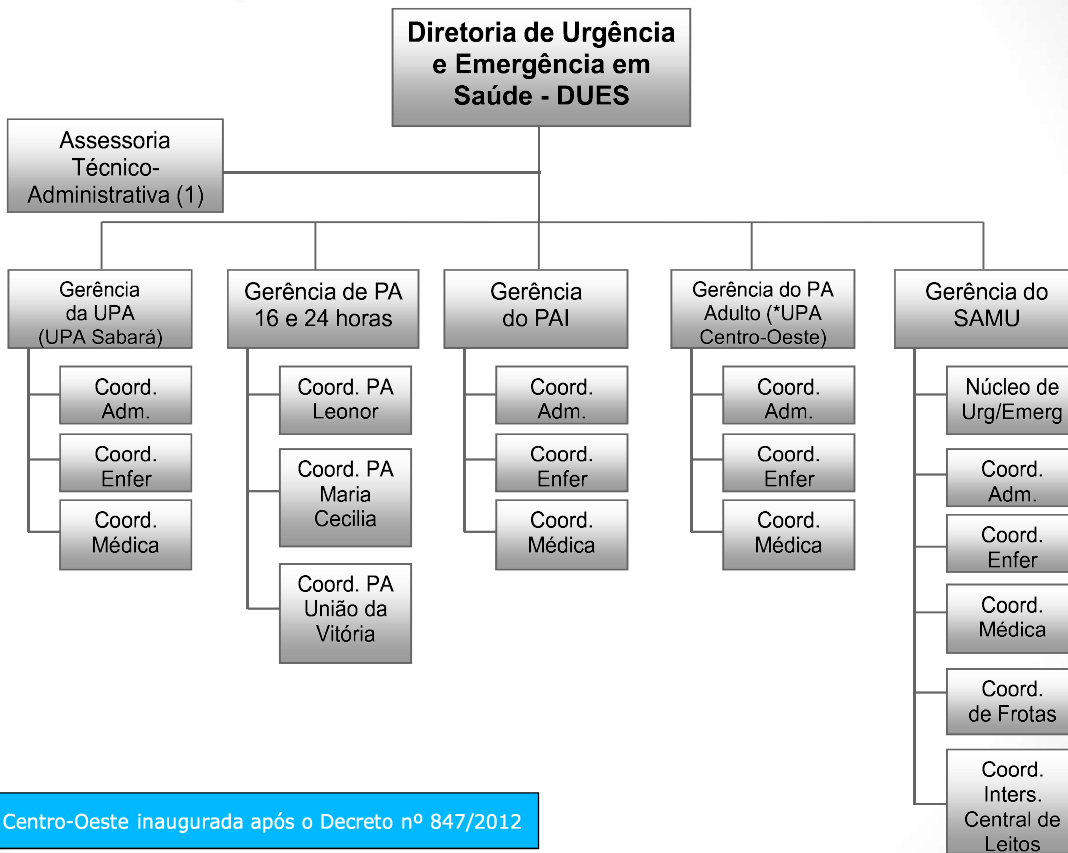 Diretoria de Urgência
e Emergência em
Saúde - DUES
Assessoria
Técnico-
Administrativa (1)
Gerência
da UPA
(UPA Sabará)
Coord.
Adm.
Coord.
Enfer
Coord.
Médica
Gerência de PA
16 e 24 horas
Coord. PA
Leonor
Coord. PA
Maria
Cecilia
Coord. PA
União da
Vitória
Gerência
do PAI
Coord.
Adm.
Coord.
Enfer
Coord.
Médica
Gerência do PA
Adulto (*UPA
Centro-Oeste)
Coord.
Adm.
Coord.
Enfer
Coord.
Médica
Gerência do
SAMU
Núcleo de
Urg/Emerg
Coord.
Adm.
Coord.
Enfer
Coord.
Médica
Coord.
de Frotas
Coord.
Inters.
Central de
Leitos
Centro-Oeste inaugurada após o Decreto nº 847/2012